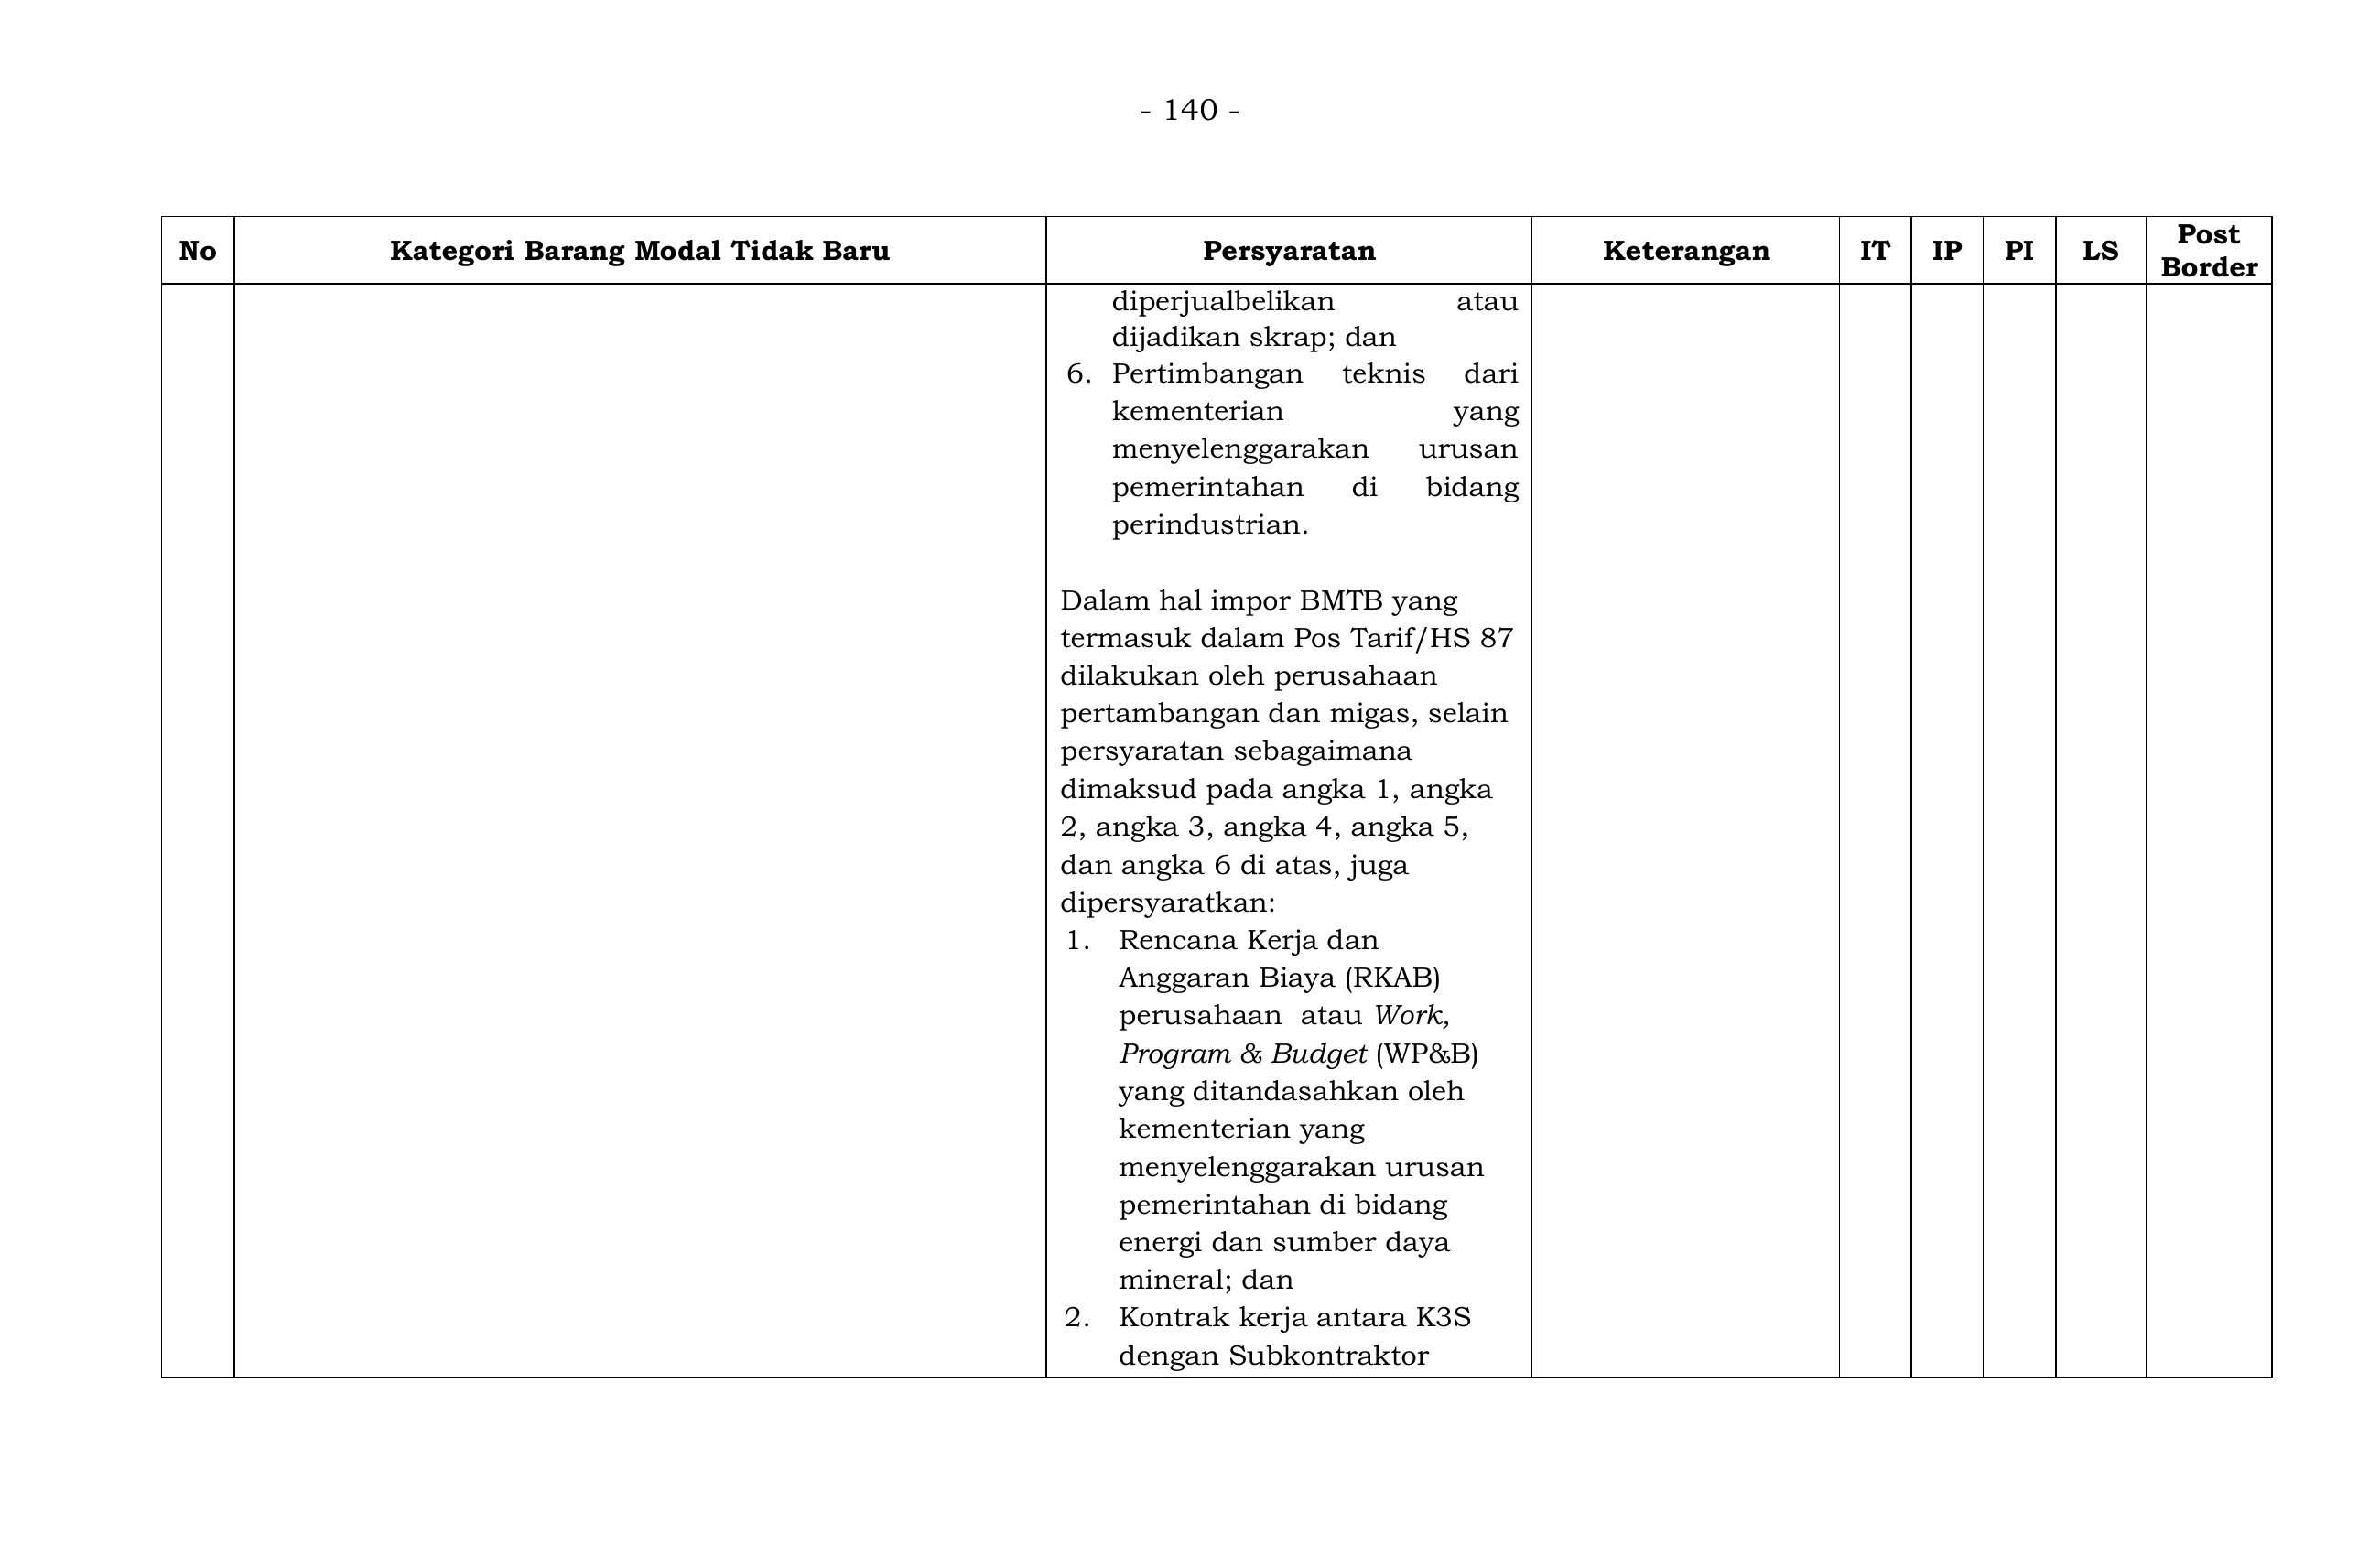 - 140 -
No Kategori Barang Modal Tidak Baru Persyaratan Keterangan IT IP PI LS Post Border
diperjualbelikan atau
dijadikan skrap; dan
6. Pertimbangan teknis dari
kementerian yang
menyelenggarakan urusan
pemerintahan di bidang
perindustrian.
Dalam hal impor BMTB yang
termasuk dalam Pos Tarif/HS 87
dilakukan oleh perusahaan
pertambangan dan migas, selain
persyaratan sebagaimana
dimaksud pada angka 1, angka
2, angka 3, angka 4, angka 5,
dan angka 6 di atas, juga
dipersyaratkan:
1. Rencana Kerja dan
Anggaran Biaya (RKAB)
perusahaan atau Work,
Program & Budget (WP&B)
yang ditandasahkan oleh
kementerian yang
menyelenggarakan urusan
pemerintahan di bidang
energi dan sumber daya
mineral; dan
2. Kontrak kerja antara K3S
dengan Subkontraktor